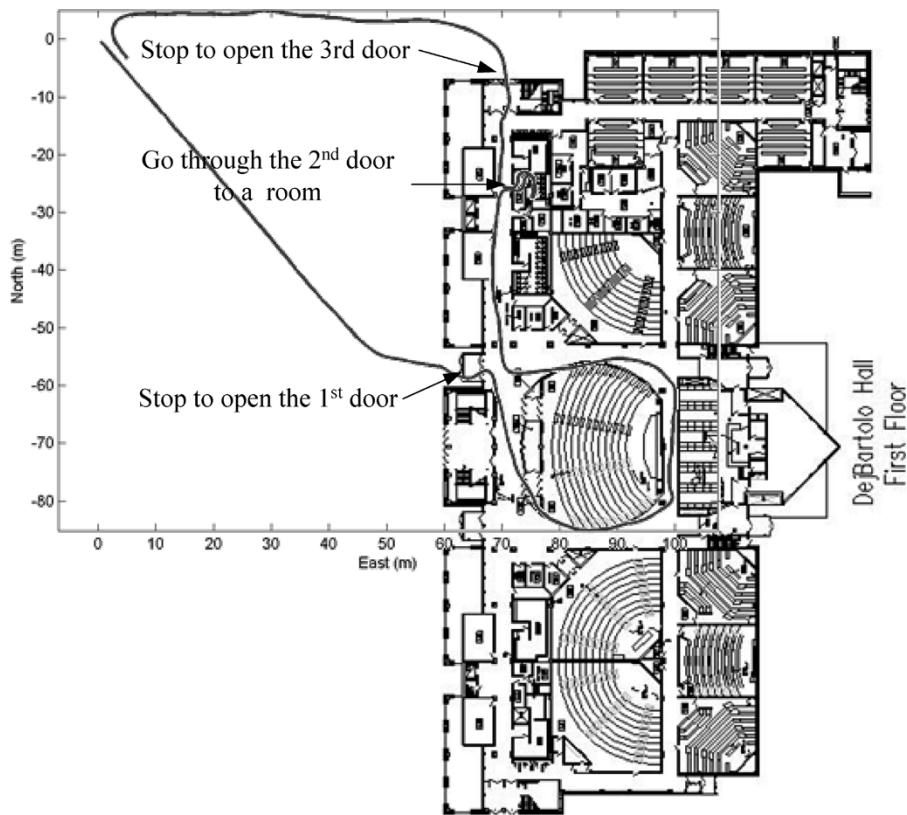 0
Stop to open the 3rd door
-10
-20
Go through the 2nd door
to a room
-30
North (m)
-40
-50
-60
Stop to open the 1st door
-70
-80
DeBartolo Hall
First Floor
0 10 20 30 40 50 60 70 80 90 100
East (m)